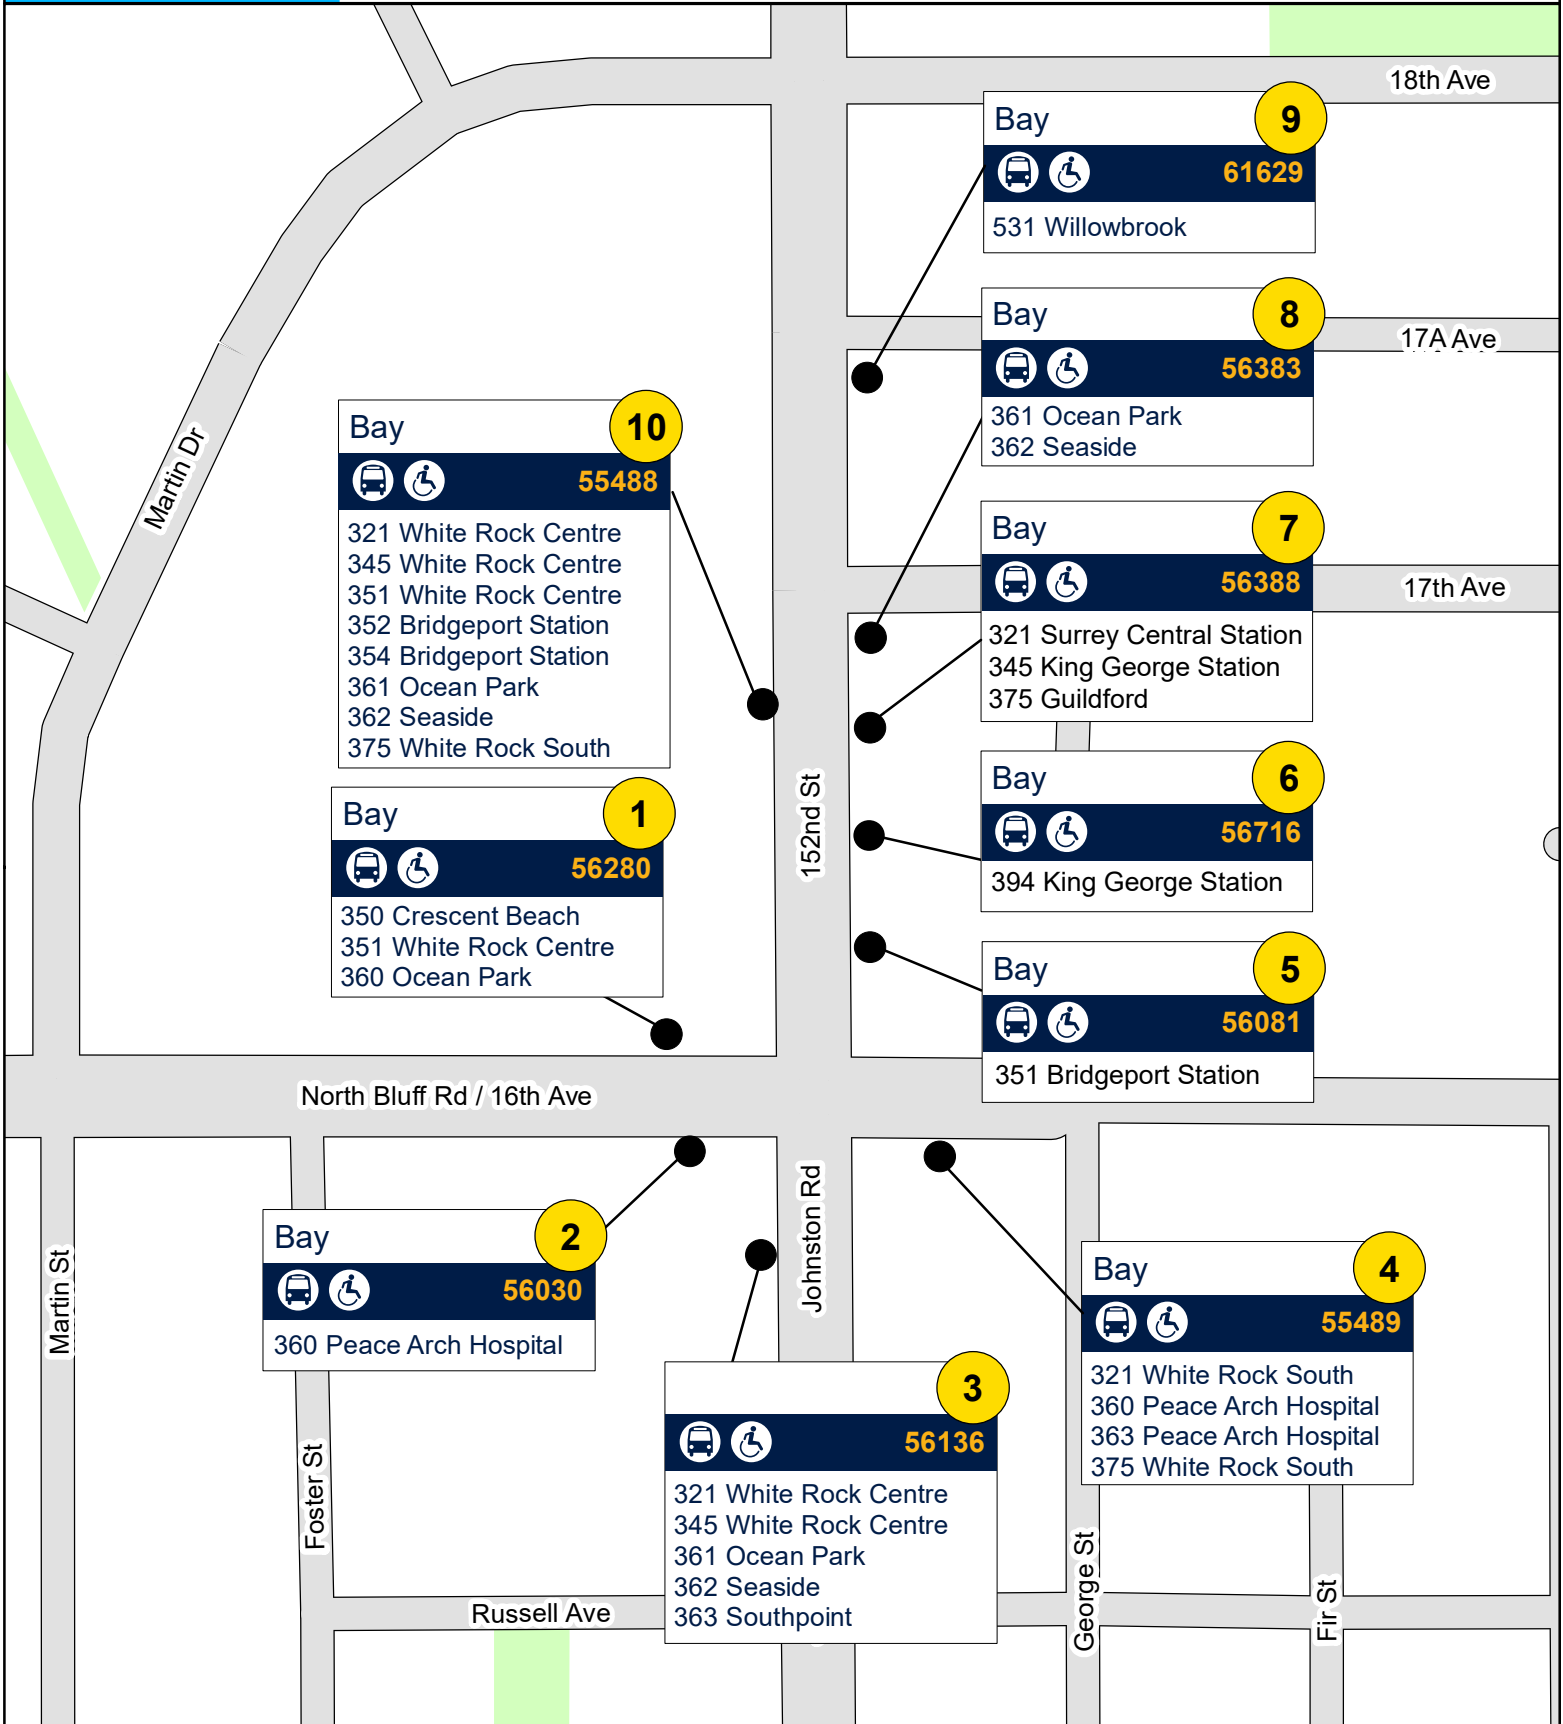 18th Ave
Bay 9
61629
531 Willowbrook
Bay 8
56383
361 Ocean Park
362 Seaside
17A Ave
Martin Dr
Bay 10
55488
321 White Rock Centre
345 White Rock Centre
351 White Rock Centre
352 Bridgeport Station
354 Bridgeport Station
361 Ocean Park
362 Seaside
375 White Rock South
Bay 7
56388
321 Surrey Central Station
345 King George Station
375 Guildford
17th Ave
Bay 1
56280
350 Crescent Beach
351 White Rock Centre
360 Ocean Park
152nd St
Bay 6
56716
394 King George Station
Bay 5
56081
351 Bridgeport Station
North Bluff Rd / 16th Ave
Martin St
Bay 2
56030
360 Peace Arch Hospital
Johnston Rd
Bay 4
55489
321 White Rock South
360 Peace Arch Hospital
363 Peace Arch Hospital
375 White Rock South
3
56136
321 White Rock Centre
345 White Rock Centre
361 Ocean Park
362 Seaside
363 Southpoint
Foster St
Russell Ave
George St
Fir St